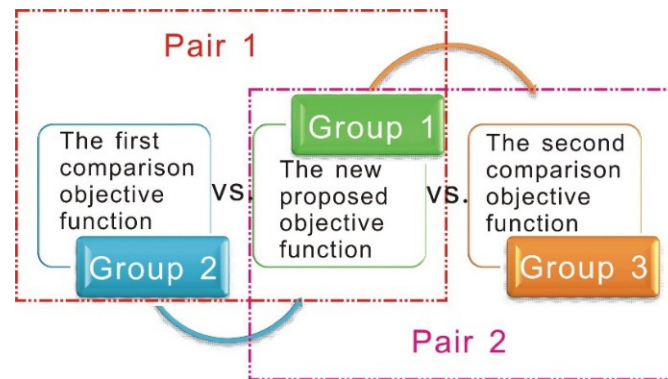 Pair 1
Group 1
The first
comparison
objective
function
Group 2
vs.
The new
proposed
objective
function
vs.
The second
comparison
objective
function
Group 3
Pair 2